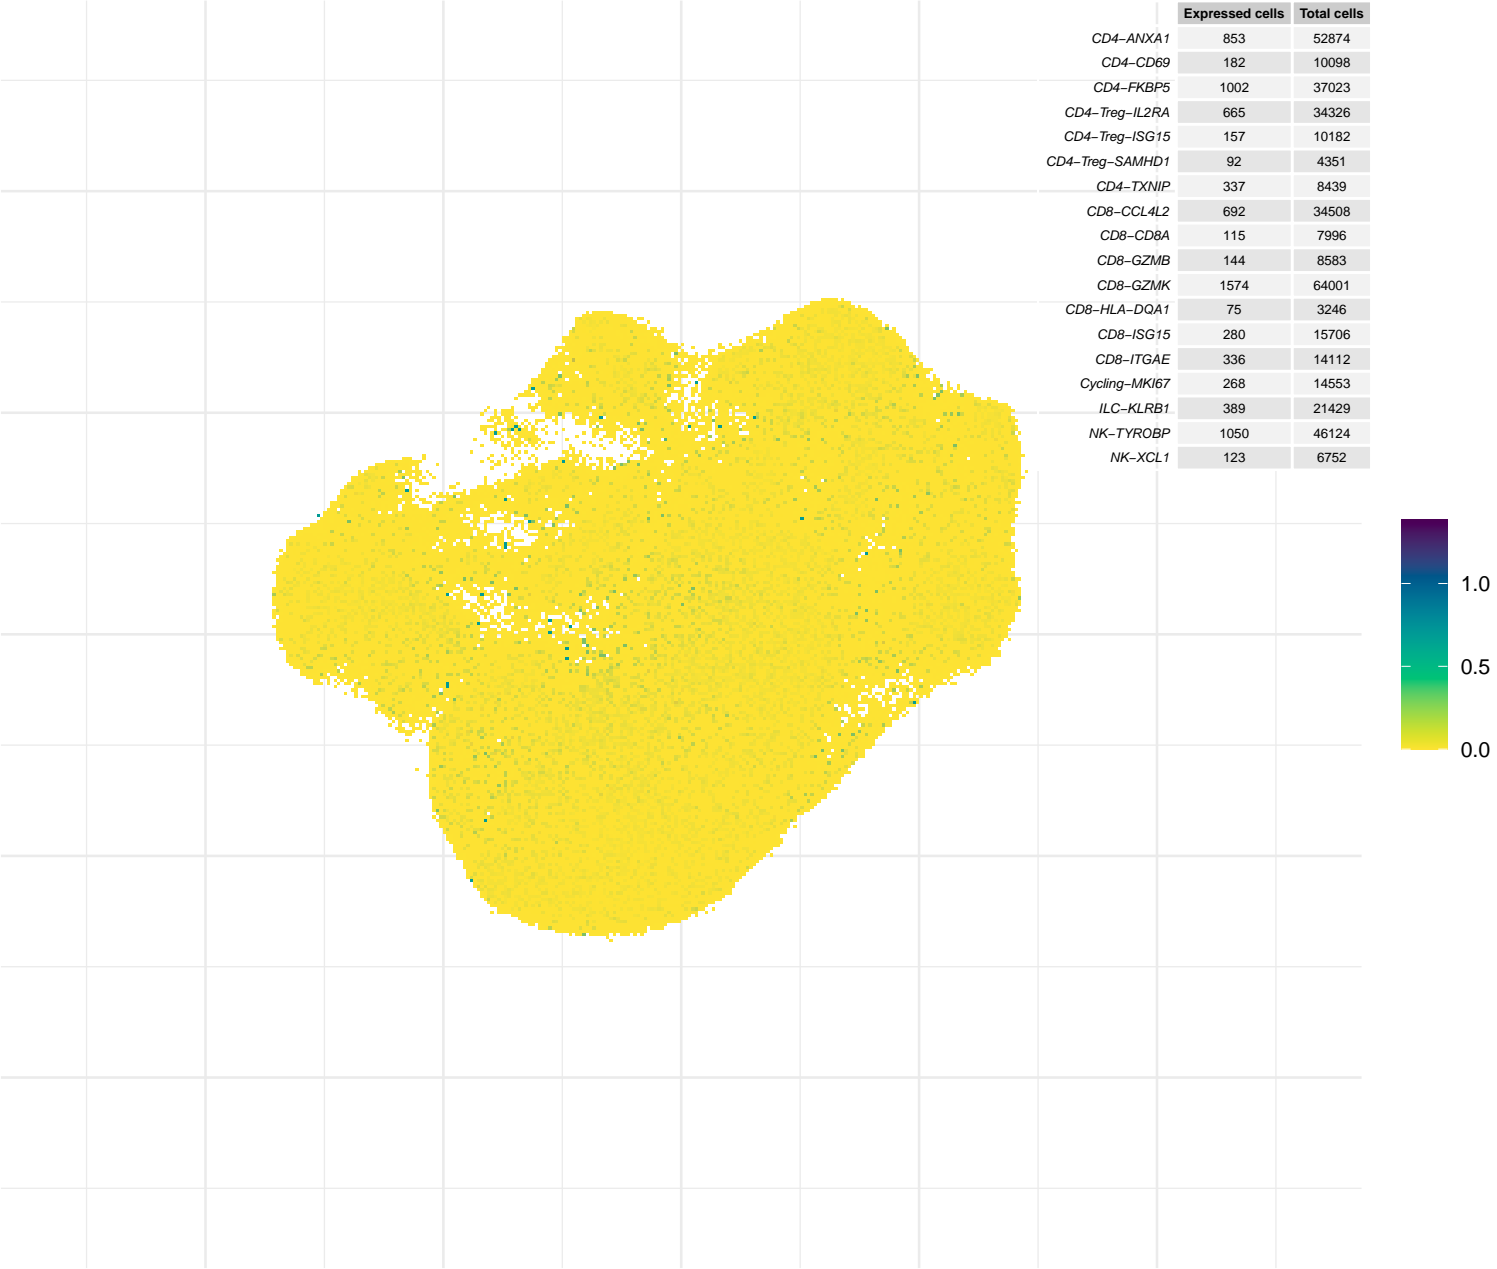 Expressed cells Total cells
CD4−ANXA1 853 52874
CD4−CD69 182 10098
CD4−FKBP5 1002 37023
CD4−Treg−IL2RA 665 34326
CD4−Treg−ISG15 157 10182
CD4−Treg−SAMHD1 92 4351
CD4−TXNIP 337 8439
CD8−CCL4L2 692 34508
CD8−CD8A 115 7996
CD8−GZMB 144 8583
CD8−GZMK 1574 64001
CD8−HLA−DQA1 75 3246
CD8−ISG15 280 15706
CD8−ITGAE 336 14112
Cycling−MKI67 268 14553
ILC−KLRB1 389 21429
NK−TYROBP 1050 46124
NK−XCL1 123 6752
1.0
0.5
0.0